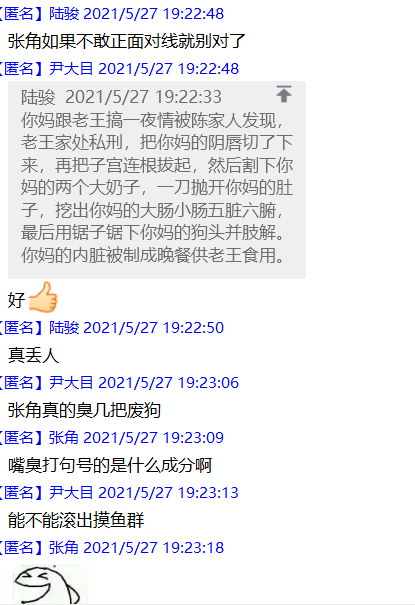 【匿名】陆骏 2021/5/27 19:22:48
张角如果不敢正面对线就别对了
【匿名】尹大目 2021/5/27 19:22:48
陆骏 2021/5/27 19:22:33
你妈跟老王搞一夜情被陈家人发现，
老王家处私刑，把你妈的阴唇切了下
来，再把子宫连根拔起，然后割下你
妈的两个大奶子，一刀抛开你妈的肚
子，挖出你妈的大肠小肠五脏六腑，
最后用锯子锯下你妈的狗头并肢解。
你妈的内脏被制成晚餐供老王食用。
好
【匿名】陆骏 2021/5/27 19:22:50
真丢人
【匿名】尹大目 2021/5/27 19:23:06
张角真的臭几把废狗
【匿名】张角 2021/5/27 19:23:09
嘴臭打句号的是什么成分啊
【匿名】尹大目 2021/5/27 19:23:13
能不能滚出摸鱼群
【匿名】张角 2021/5/27 19:23:18